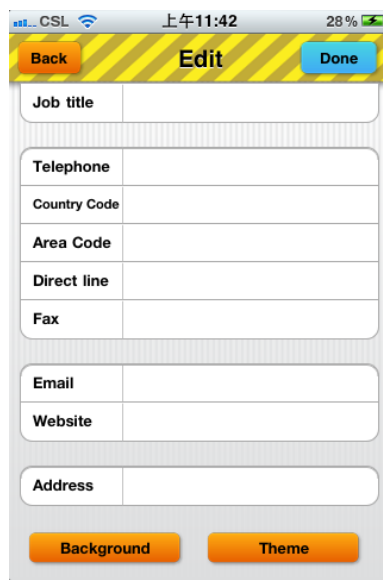 CSL 上午11:42 28%
Back Edit Done
Job title
Telephone
Country Code
Area Code
Direct line
Fax
Email
Website
Address
Background Theme